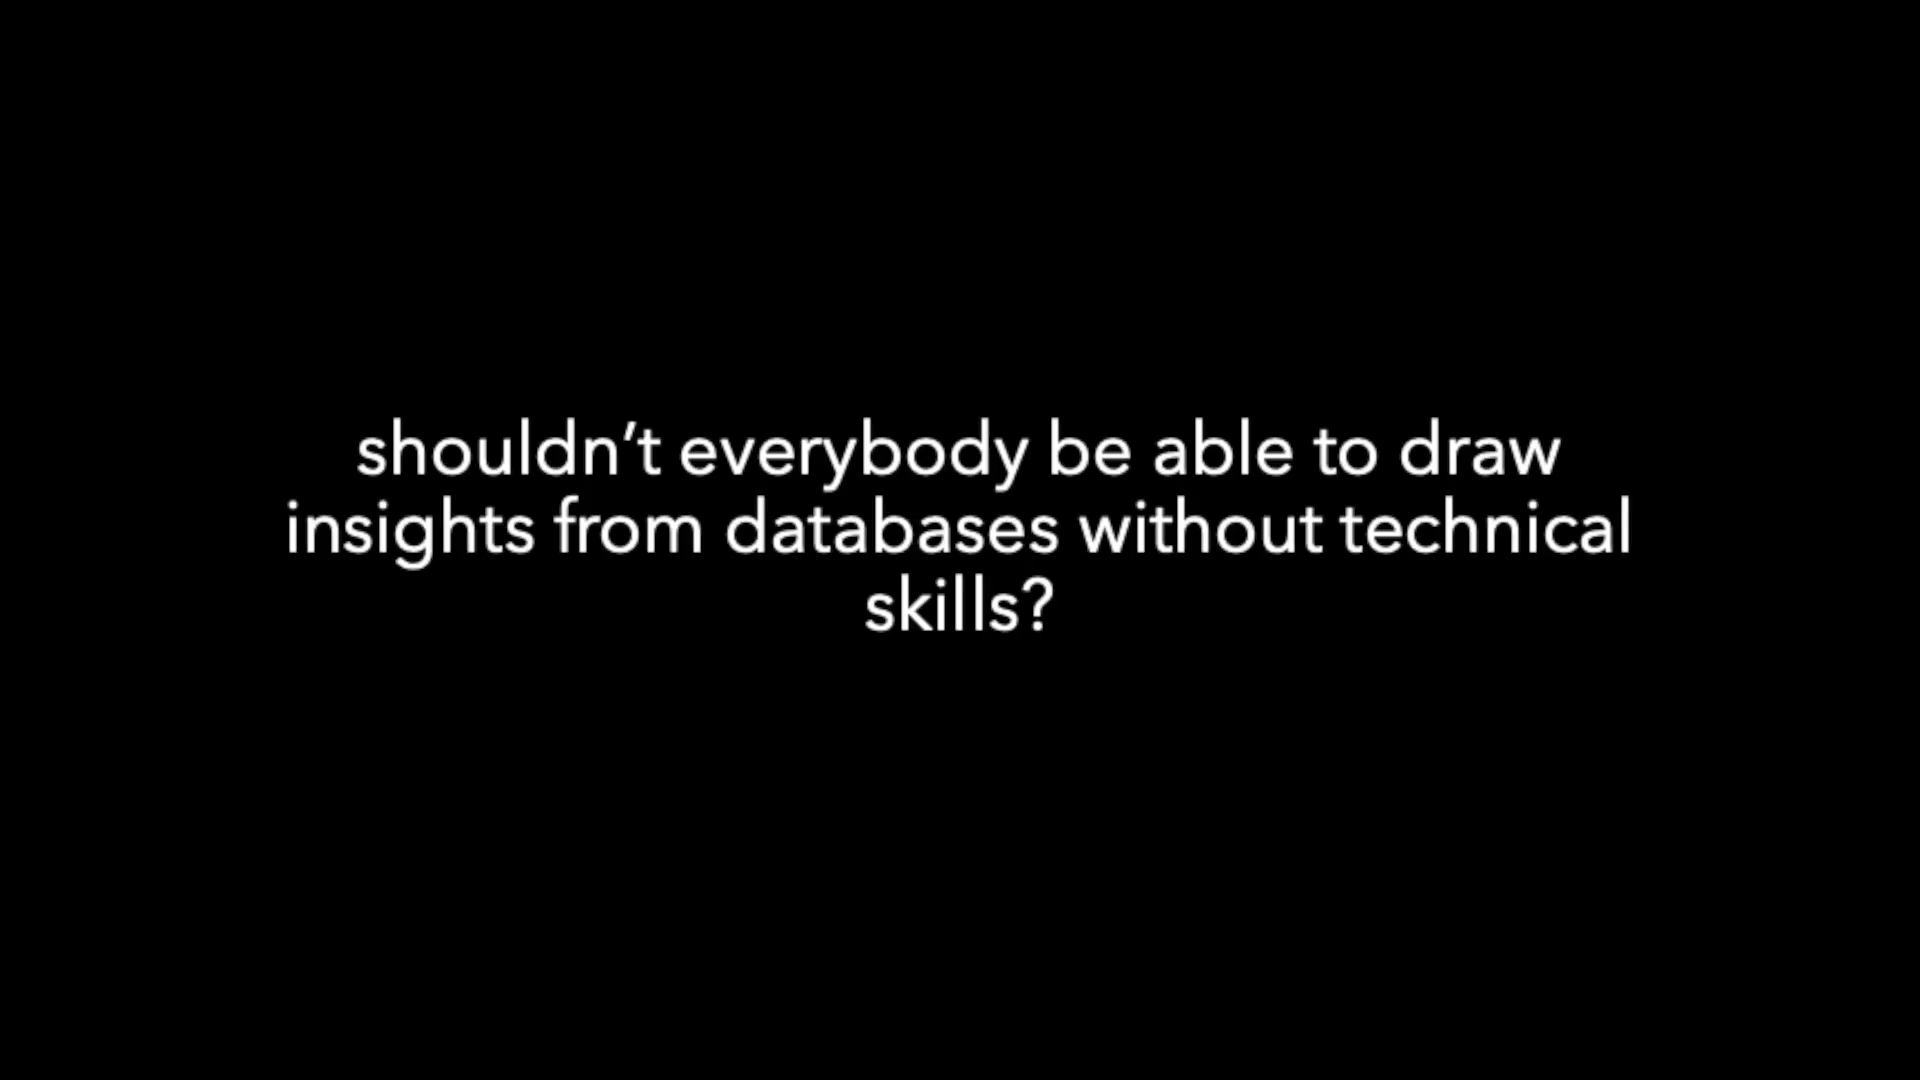 shouldn’t everybody be able to draw
insights from databases without technical
skills?